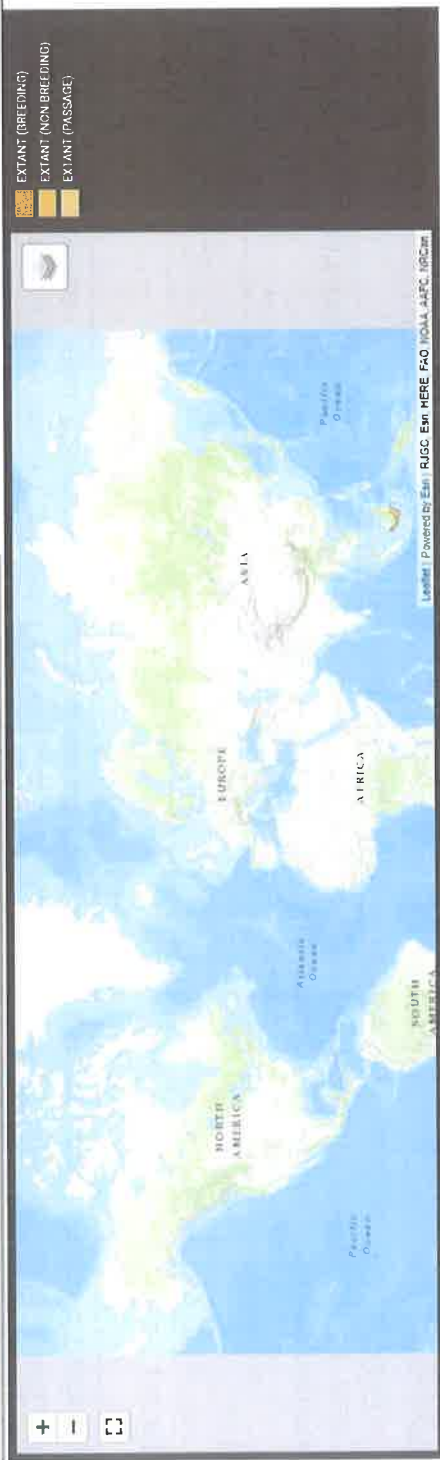 EXTANT (BREEDING)
EXTANT (NON BREEDING)
EXTANT (PASSAGE)
+
−
NORTH
AMERICA
EUROPE
ASIA
AFRICA
SOUTH
AMERICA
Atlantic
Ocean
Pacific
Ocean
Pacific
Ocean
Leaflet | Powered by Esri | RJGC, Esri, HERE, FAO, NOAA, AAFC, NRCan